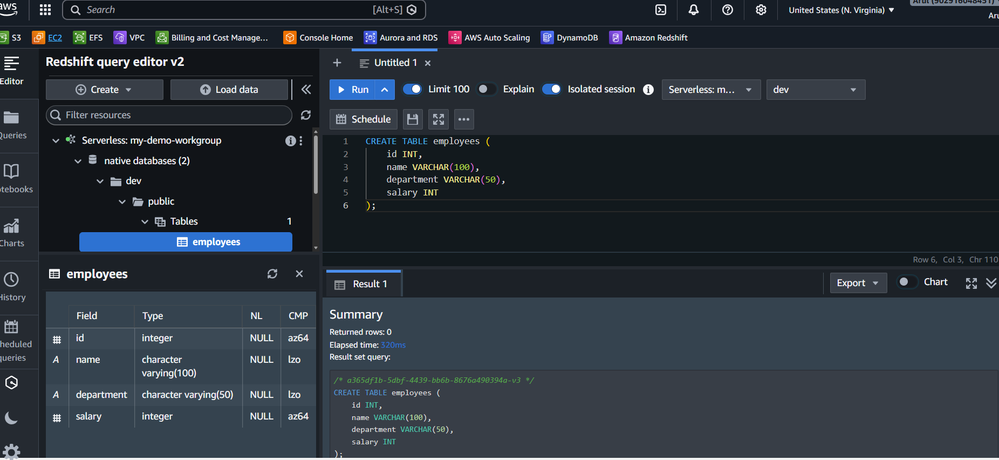 aws
Search
[Alt+S]
United States (N. Virginia)
Arul (902916048451)
Aru
S3
EC2
EFS
VPC
Billing and Cost Manage...
Console Home
Aurora and RDS
AWS Auto Scaling
DynamoDB
Amazon Redshift
Editor
Queries
otebooks
Charts
History
heduled
queries
Redshift query editor v2
Create
Load data
Filter resources
Serverless: my-demo-workgroup
native databases (2)
dev
public
Tables 1
employees
employees
Field Type NL CMP
id integer NULL az64
name character varying(100) NULL lzo
department character varying(50) NULL lzo
salary integer NULL az64
Untitled 1
Run
Limit 100
Explain
Isolated session
Serverless: m...
dev
Schedule
1 CREATE TABLE employees (
2 id INT,
3 name VARCHAR(100),
4 department VARCHAR(50),
5 salary INT
6 );
Row 6, Col 3, Chr 110
Result 1
Export
Chart
Summary
Returned rows: 0
Elapsed time: 320ms
Result set query:
/* a365df1b-5dbf-4439-bb6b-8676a490394a-v3 */
CREATE TABLE employees (
id INT,
name VARCHAR(100),
department VARCHAR(50),
salary INT
);